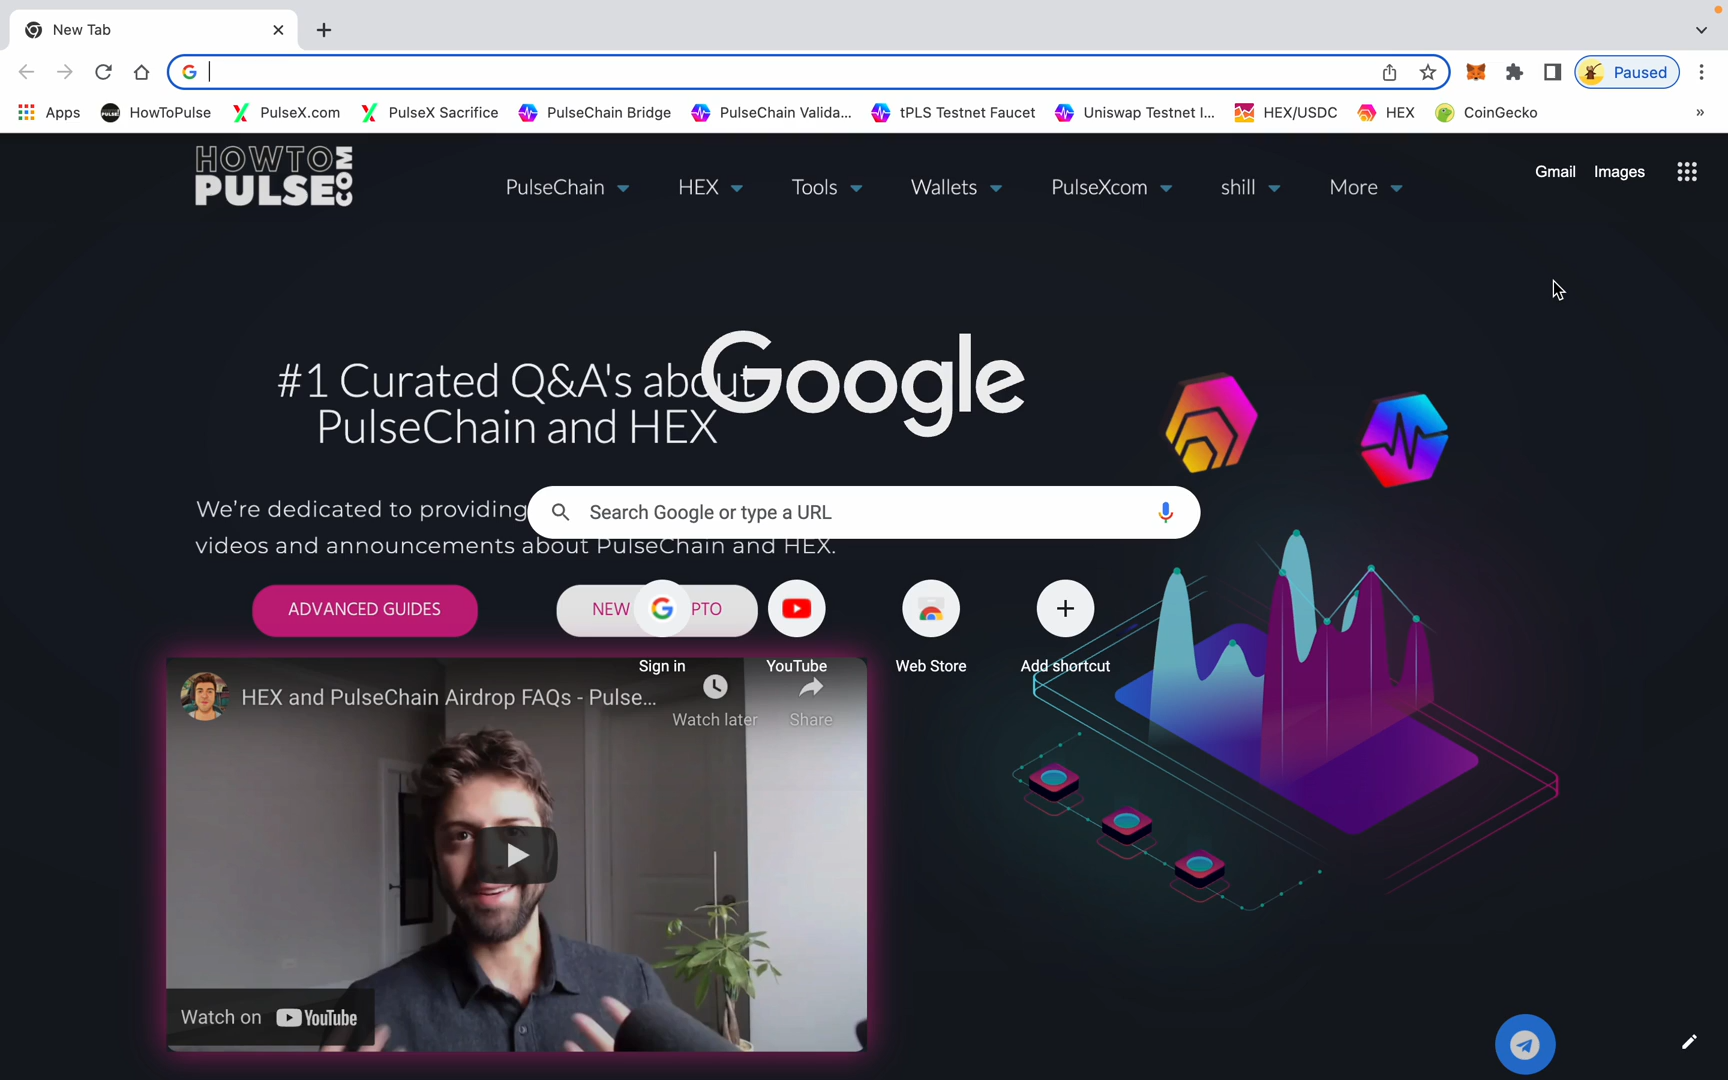 New Tab
Paused
Apps
HowToPulse
PulseX.com
PulseX Sacrifice
PulseChain Bridge
PulseChain Valida...
tPLS Testnet Faucet
Uniswap Testnet I...
HEX/USDC
HEX
CoinGecko
»
HOWTO
PULSE
.COM
PulseChain
HEX
Tools
Wallets
PulseXcom
shill
More
Gmail
Images
Google
#1 Curated Q&A's about
PulseChain and HEX
Search Google or type a URL
We're dedicated to providing
videos and announcements about PulseChain and HEX.
ADVANCED GUIDES
NEW
PTO
Sign in
YouTube
Web Store
Add shortcut
HEX and PulseChain Airdrop FAQs - Pulse...
Watch later
Share
Watch on YouTube